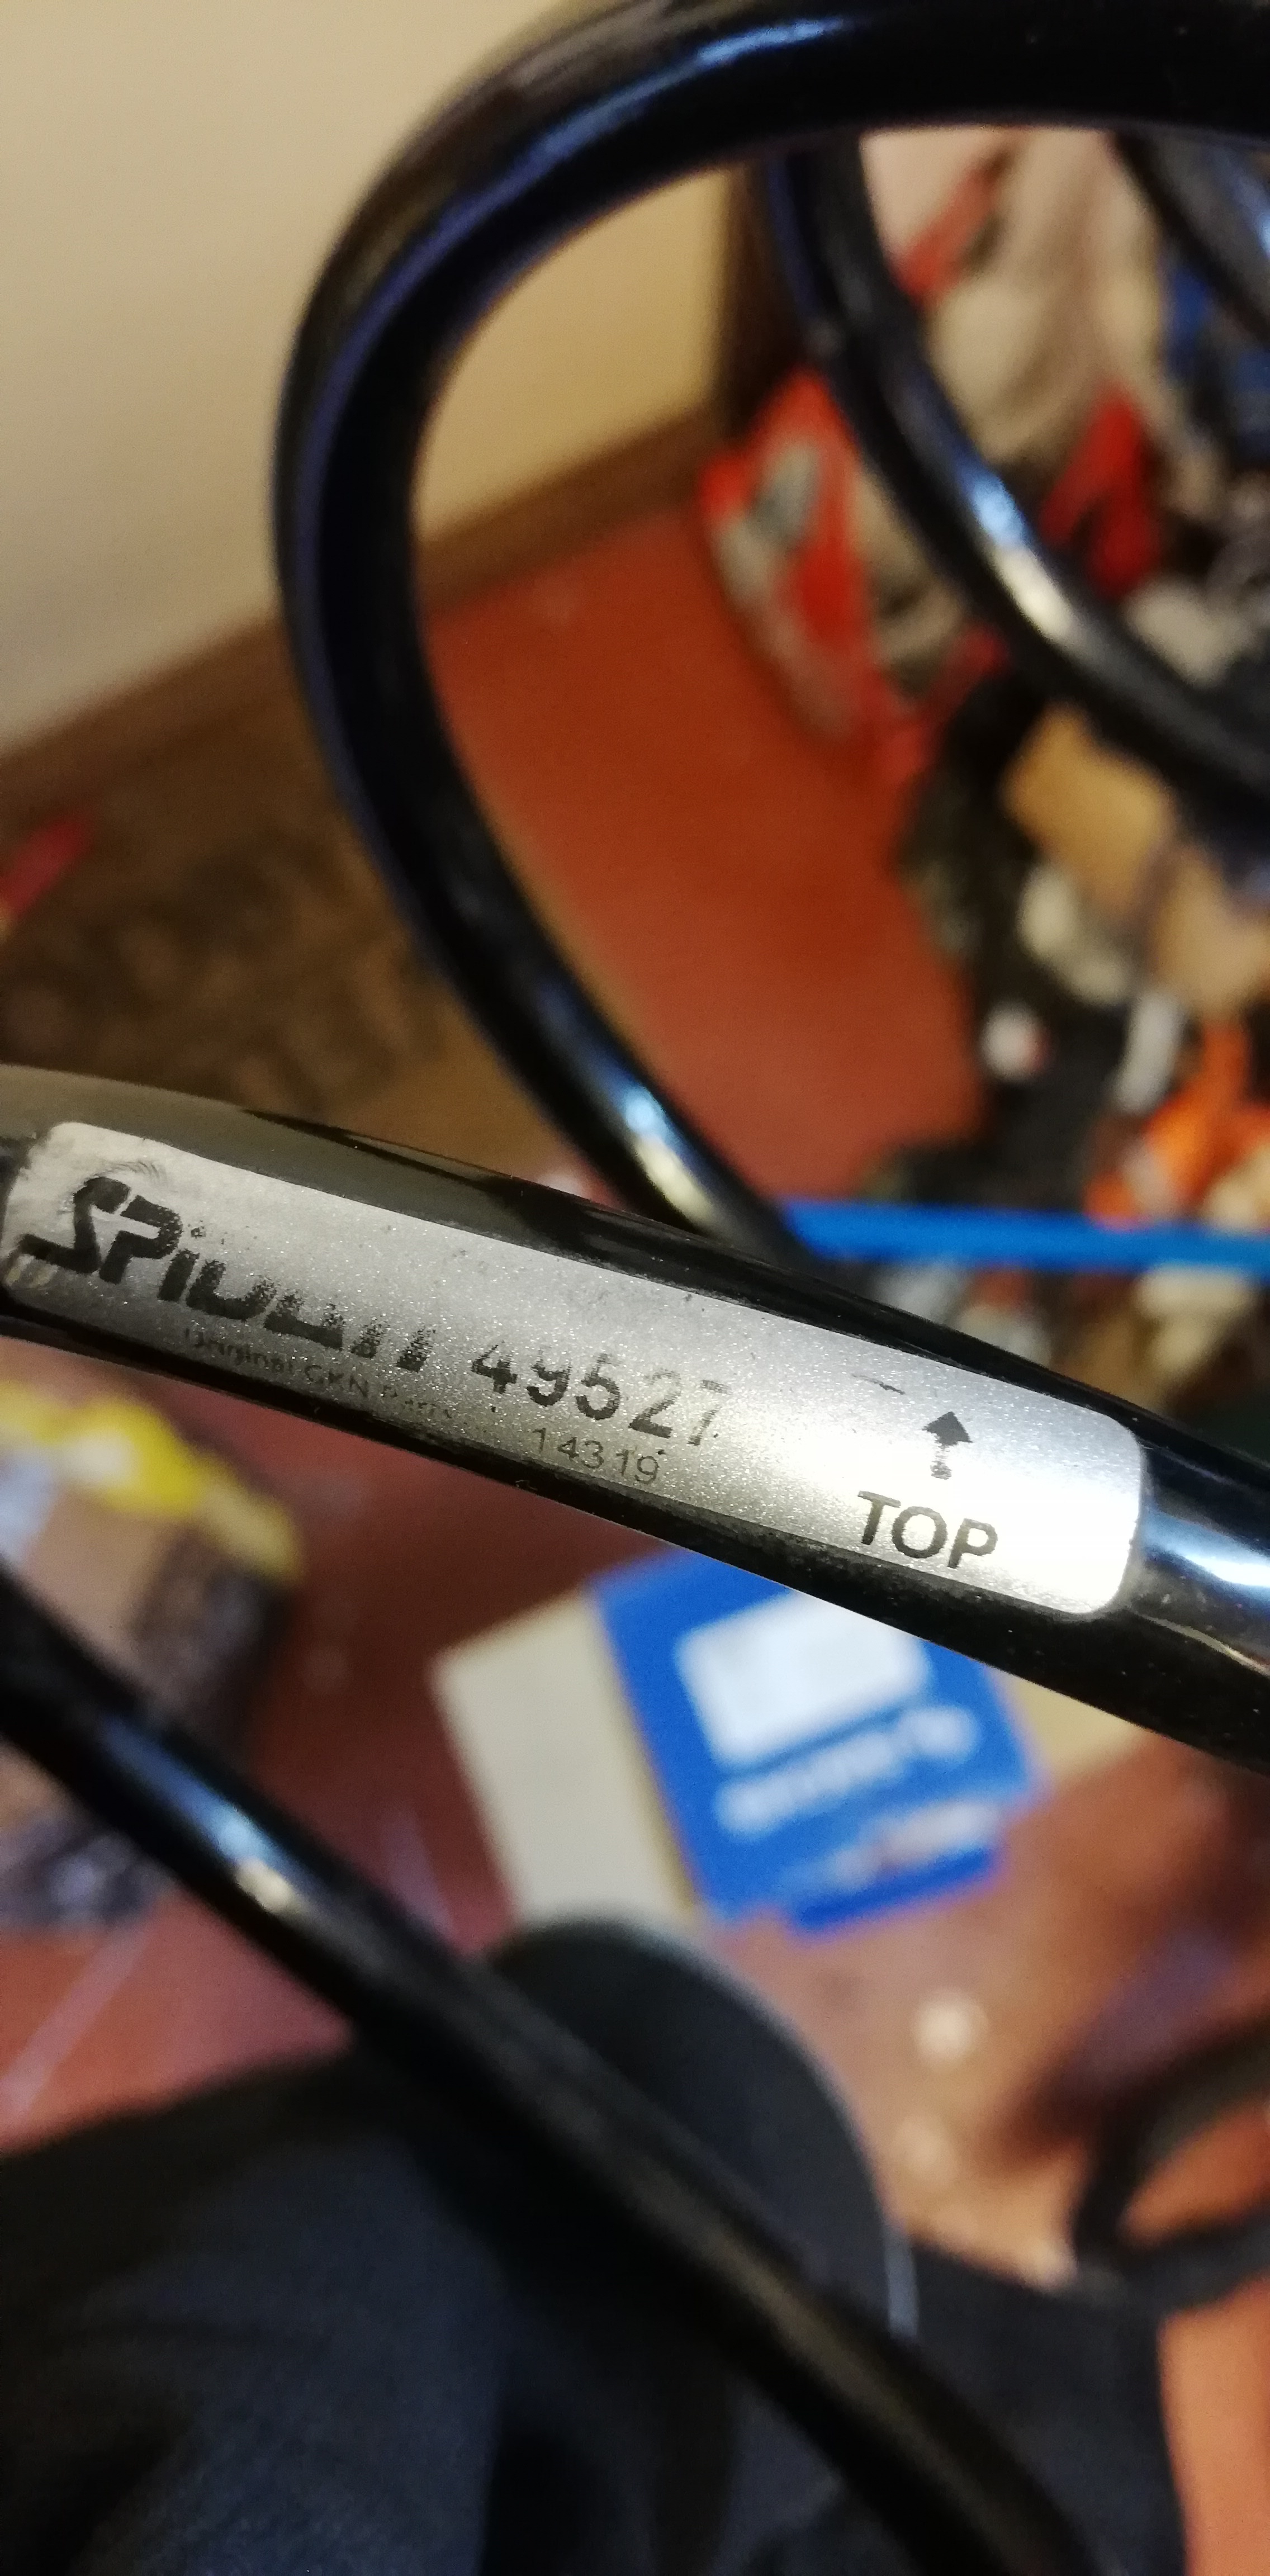 SPiDAN 49527
Original GKN Parts
14319
TOP